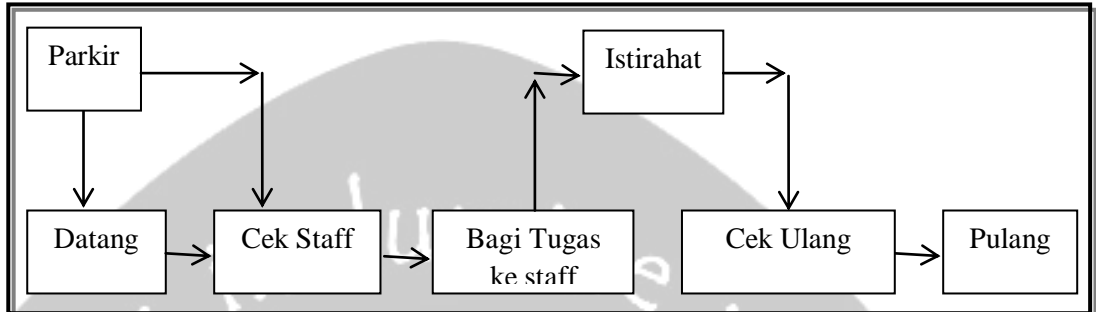 Parkir
Istirahat
Datang
Cek Staff
Bagi Tugas
ke staff
Cek Ulang
Pulang